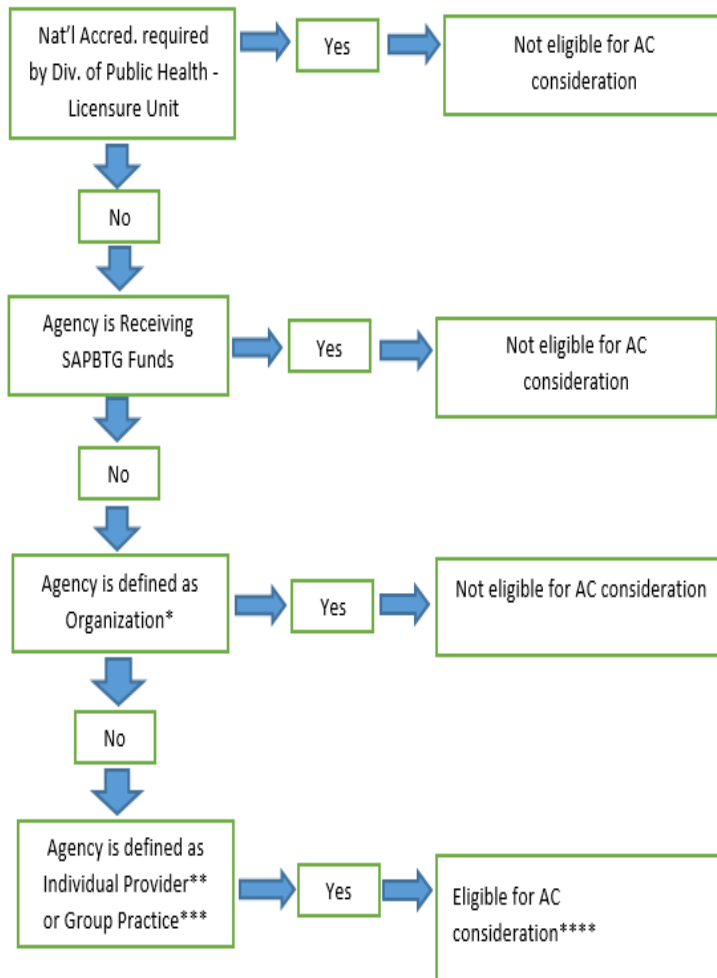 Nat'l Accred. required
by Div. of Public Health -
Licensure Unit
Yes
Not eligible for AC
consideration
No
Agency is Receiving
SAPBTG Funds
Yes
Not eligible for AC
consideration
No
Agency is defined as
Organization*
Yes
Not eligible for AC consideration
No
Agency is defined as
Individual Provider**
or Group Practice***
Yes
Eligible for AC
consideration****